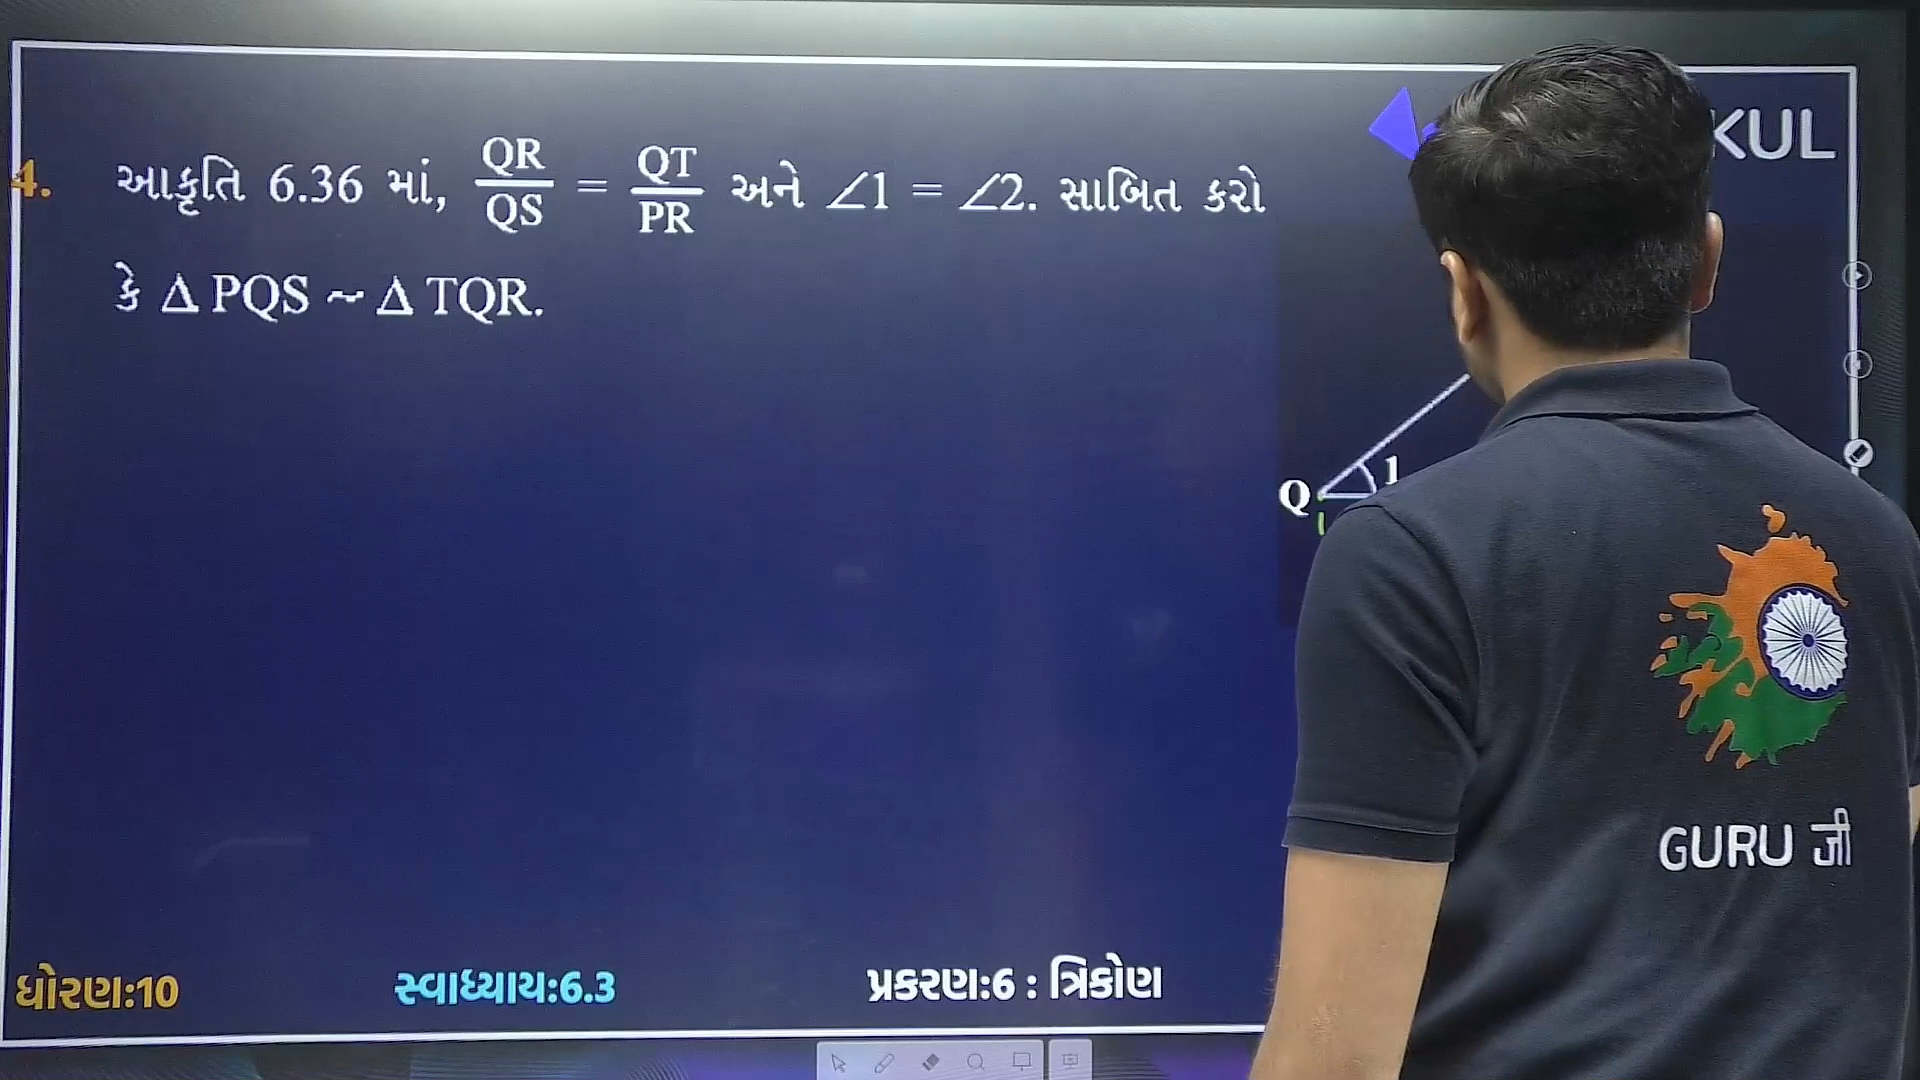 KUL
4. આકૃતિ 6.36 માં, QR/QS = QT/PR અને ∠1 = ∠2. સાબિત કરો
કે Δ PQS ~ Δ TQR.
1
Q
GURU जी
ધોરણ:10 સ્વાધ્યાય:6.3 પ્રકરણ:6 : ત્રિકોણ